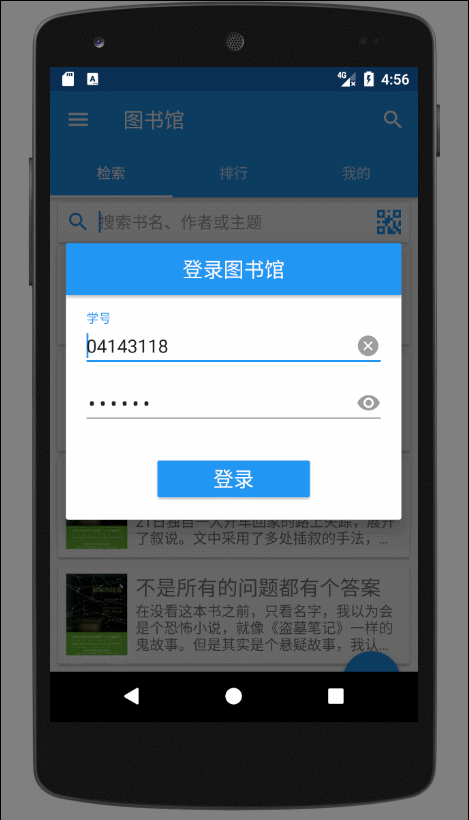 4G
4:56
图书馆
检索 排行 我的
搜索书名、作者或主题
登录图书馆
学号
04143118
••••••
登录
21日独自一人开车回家的路上失踪，展开
了叙说。文中采用了多处插叙的手法，...
不是所有的问题都有个答案
在没看这本书之前，只看名字，我以为会
是个恐怖小说，就像《盗墓笔记》一样的
鬼故事。但是其实是个悬疑故事，我认...